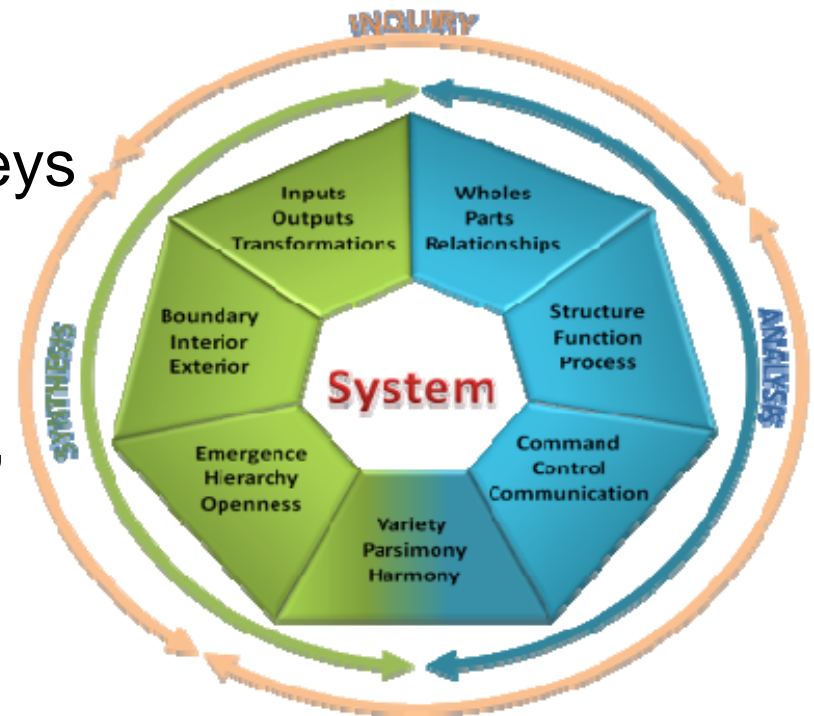 INQUIRY
eys
Inputs
Outputs
Transformations
Wholes
Parts
Relationships
Boundary
Interior
Exterior
Structure
Function
Process
System
SYNTHESIS
ANALYSIS
,
Emergence
Hierarchy
Openness
Command
Control
Communication
Variety
Parsimony
Harmony